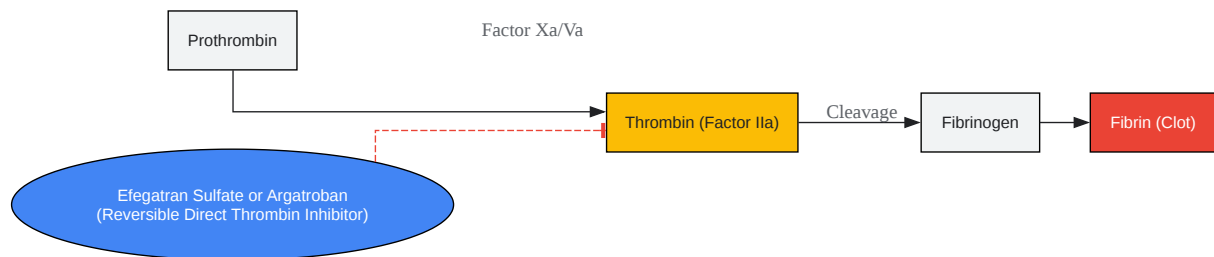 Prothrombin
Factor Xa/Va
Thrombin (Factor IIa)
Cleavage
Fibrinogen
Fibrin (Clot)
Efegatran Sulfate or Argatroban
(Reversible Direct Thrombin Inhibitor)